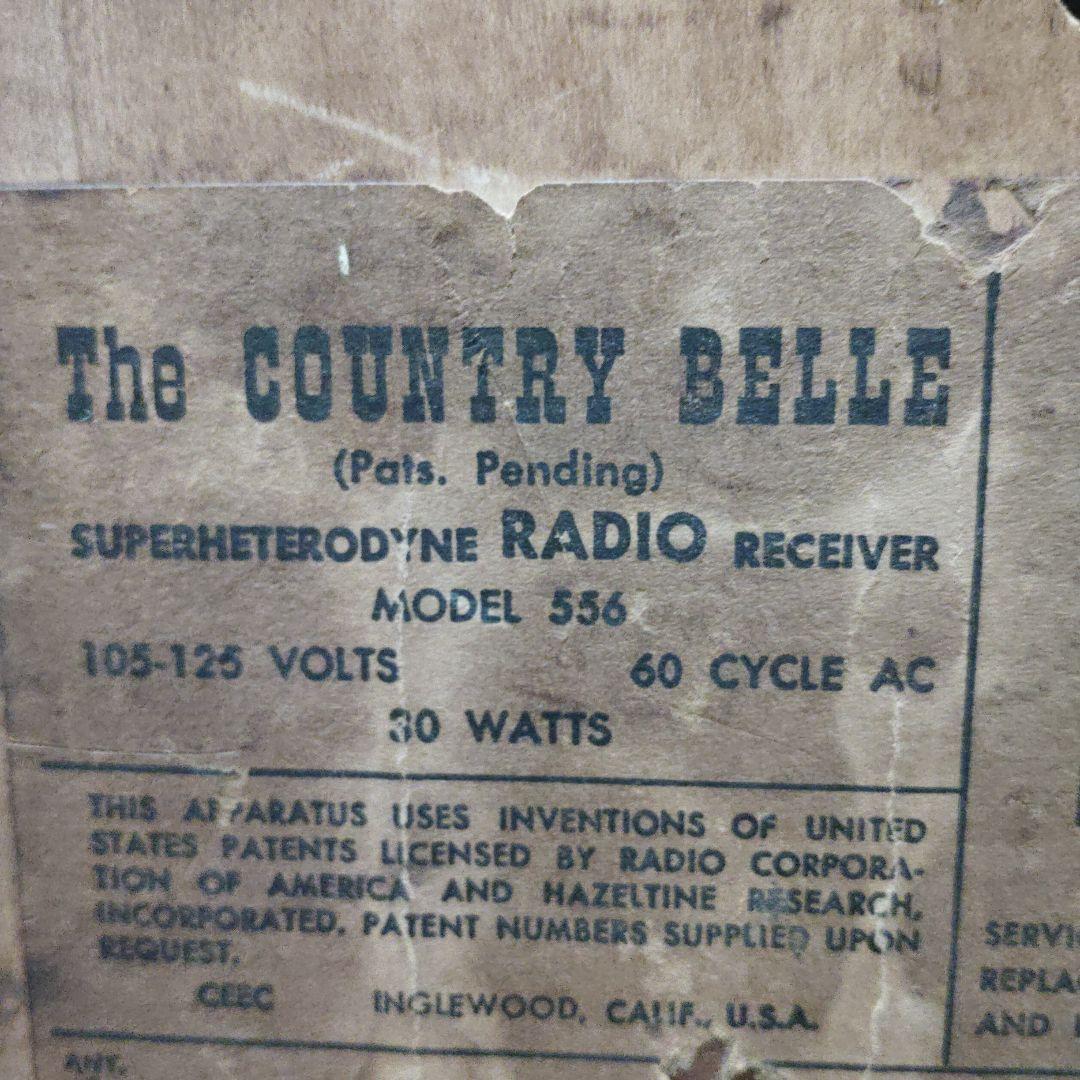 The COUNTRY BELLE
(Pats. Pending)
SUPERHETERODYNE RADIO RECEIVER
MODEL 556
105-125 VOLTS 60 CYCLE AC
30 WATTS
THIS APPARATUS USES INVENTIONS OF UNITED
STATES PATENTS LICENSED BY RADIO CORPORA-
TION OF AMERICA AND HAZELTINE RESEARCH,
INCORPORATED. PATENT NUMBERS SUPPLIED UPON
REQUEST.
INGLEWOOD, CALIF., U.S.A.
ANT.
SERVI
REPLA
AND